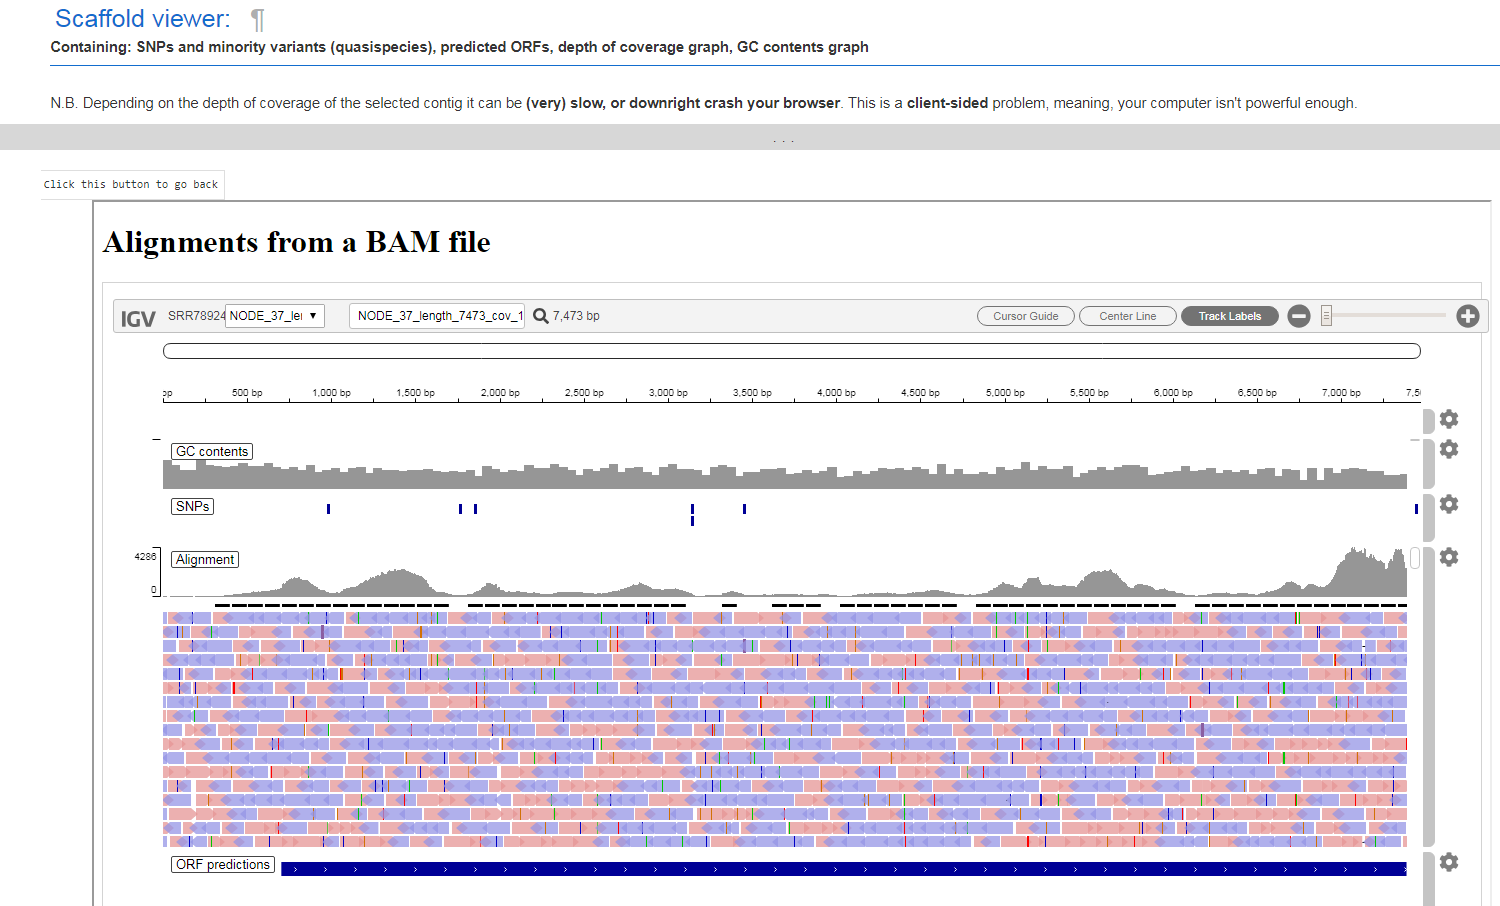 Scaffold viewer: ¶
Containing: SNPs and minority variants (quasispecies), predicted ORFs, depth of coverage graph, GC contents graph
N.B. Depending on the depth of coverage of the selected contig it can be (very) slow, or downright crash your browser. This is a client-sided problem, meaning, your computer isn't powerful enough.
. . .
Click this button to go back
Alignments from a BAM file
IGV SRR78924 NODE_37_le NODE_37_length_7473_cov_1 7,473 bp Cursor Guide Center Line Track Labels
bp 500 bp 1,000 bp 1,500 bp 2,000 bp 2,500 bp 3,000 bp 3,500 bp 4,000 bp 4,500 bp 5,000 bp 5,500 bp 6,000 bp 6,500 bp 7,000 bp 7,5
GC contents
SNPs
4286
Alignment
0
ORF predictions